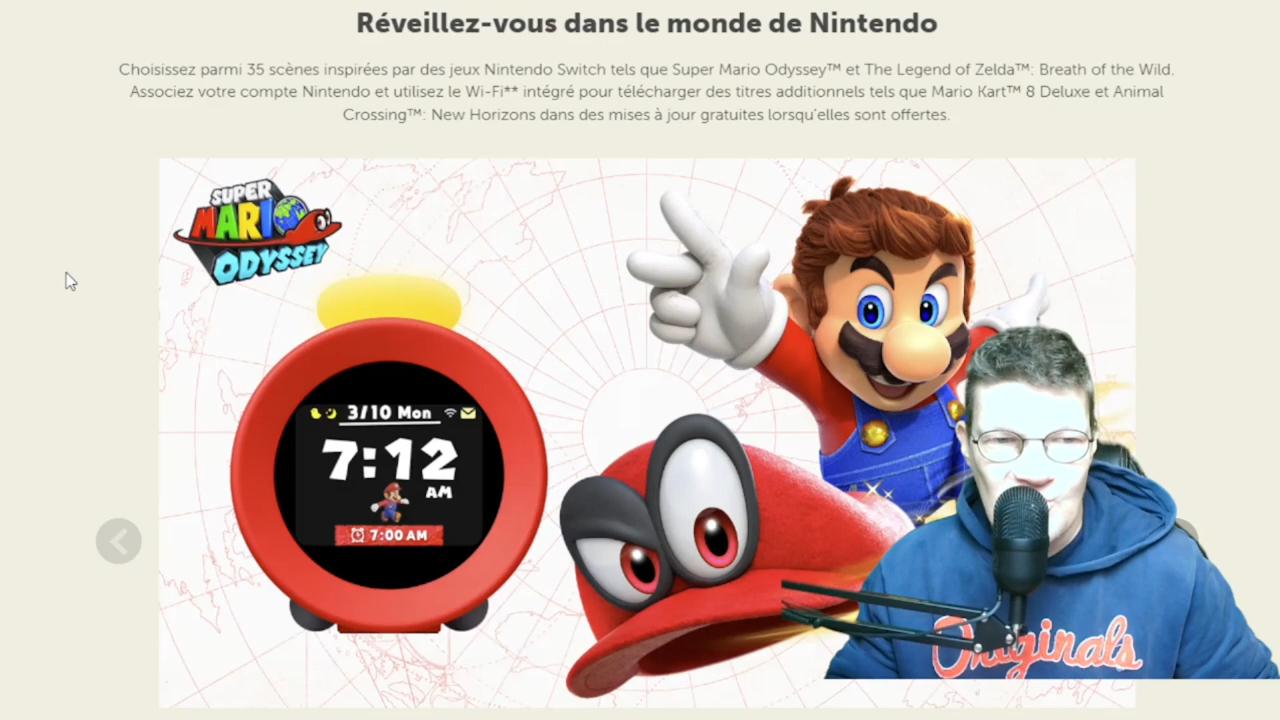 Réveillez-vous dans le monde de Nintendo
Choisissez parmi 35 scènes inspirées par des jeux Nintendo Switch tels que Super Mario Odyssey™ et The Legend of Zelda™: Breath of the Wild.
Associez votre compte Nintendo et utilisez le Wi-Fi** intégré pour télécharger des titres additionnels tels que Mario Kart™ 8 Deluxe et Animal
Crossing™: New Horizons dans des mises à jour gratuites lorsqu'elles sont offertes.
SUPER
MARIO
ODYSSEY
3/10 Mon
7:12
AM
7:00 AM
Originals